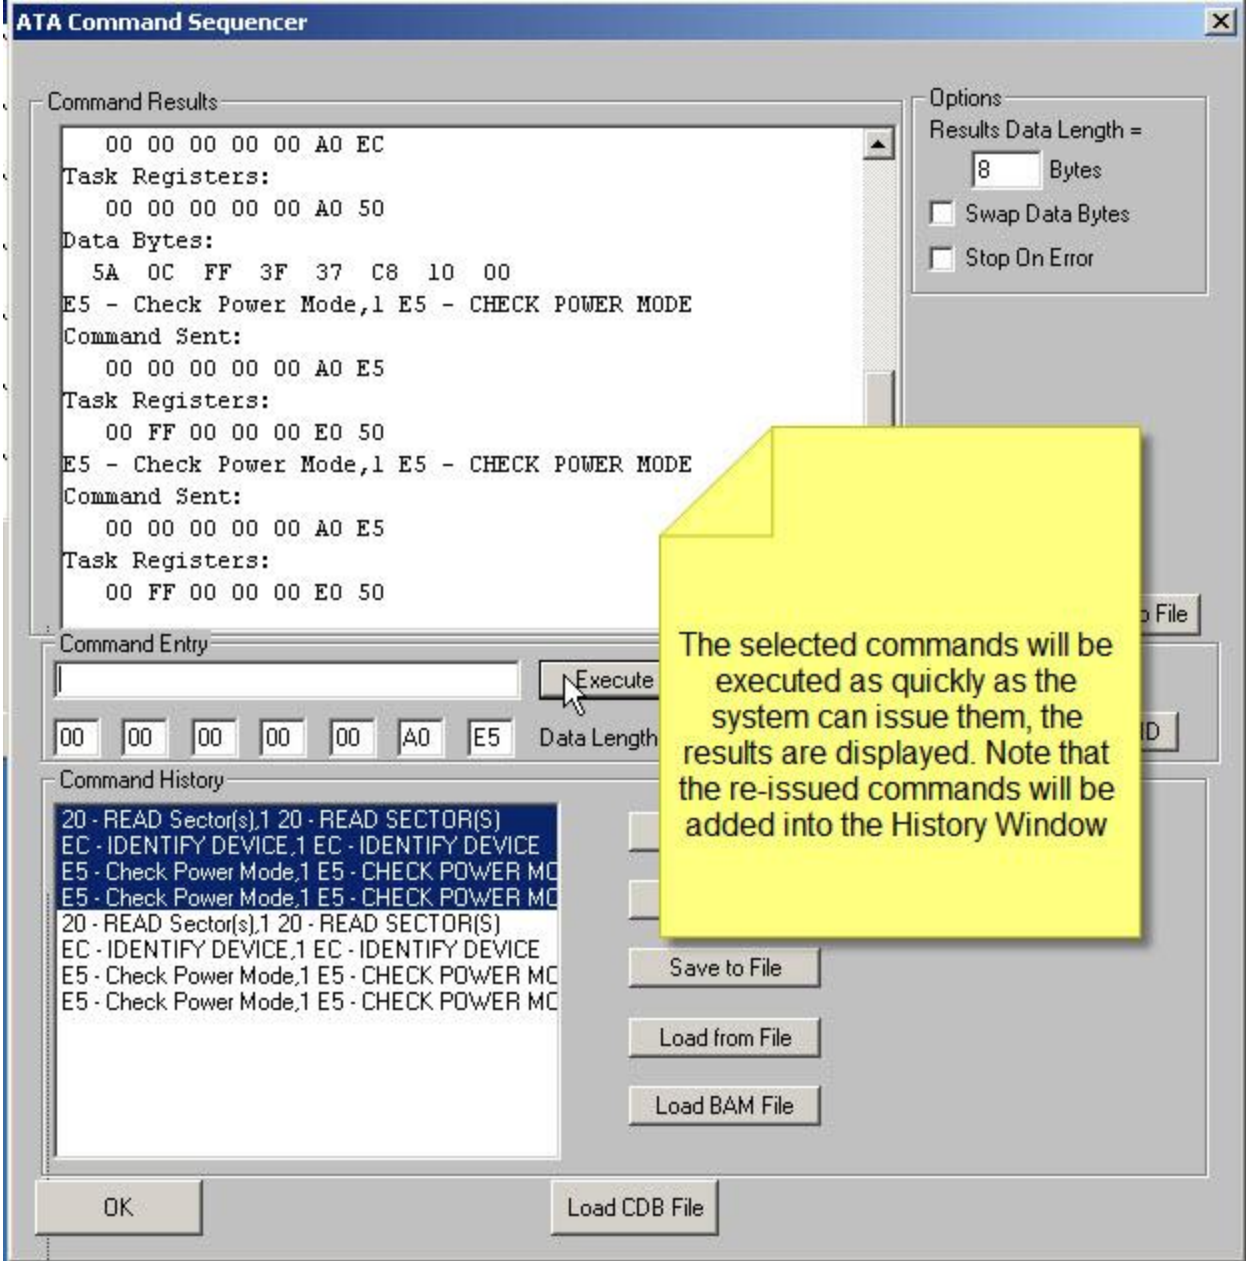 ATA Command Sequencer
Command Results
00 00 00 00 00 A0 EC
Task Registers:
00 00 00 00 00 A0 50
Data Bytes:
5A 0C FF 3F 37 C8 10 00
E5 - Check Power Mode,1 E5 - CHECK POWER MODE
Command Sent:
00 00 00 00 00 A0 E5
Task Registers:
00 FF 00 00 00 E0 50
E5 - Check Power Mode,1 E5 - CHECK POWER MODE
Command Sent:
00 00 00 00 00 A0 E5
Task Registers:
00 FF 00 00 00 E0 50
Options
Results Data Length =
8 Bytes
Swap Data Bytes
Stop On Error
File
Command Entry
Execute
00 00 00 00 00 A0 E5 Data Length
ID
The selected commands will be
executed as quickly as the
system can issue them, the
results are displayed. Note that
the re-issued commands will be
added into the History Window
Command History
20 - READ Sector(s),1 20 - READ SECTOR(S)
EC - IDENTIFY DEVICE,1 EC - IDENTIFY DEVICE
E5 - Check Power Mode,1 E5 - CHECK POWER MO
E5 - Check Power Mode,1 E5 - CHECK POWER MO
20 - READ Sector(s),1 20 - READ SECTOR(S)
EC - IDENTIFY DEVICE,1 EC - IDENTIFY DEVICE
E5 - Check Power Mode,1 E5 - CHECK POWER MO
E5 - Check Power Mode,1 E5 - CHECK POWER MO
Save to File
Load from File
Load BAM File
OK
Load CDB File